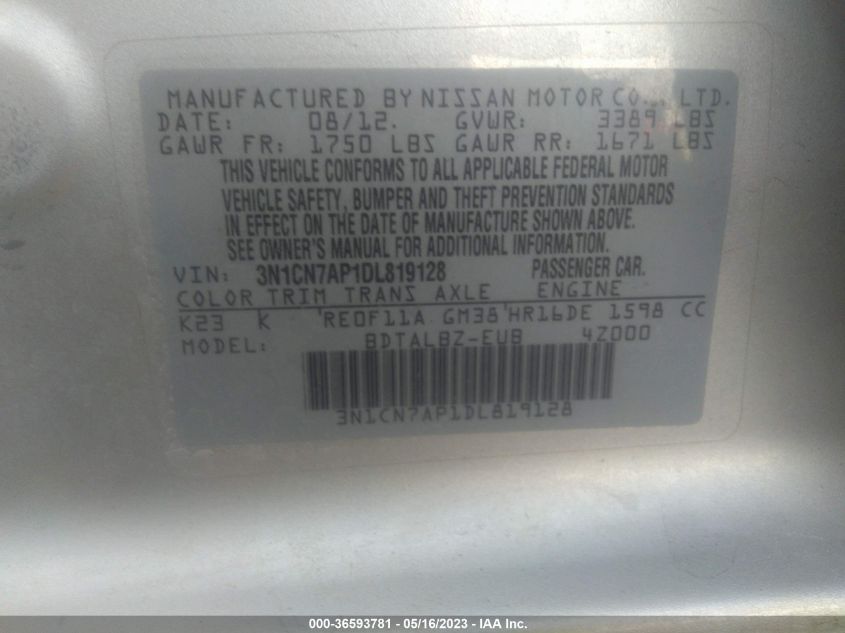 MANUFACTURED BY NISSAN MOTOR CO., LTD.
DATE: 08/12. GVWR: 3389 LBS
GAWR FR: 1750 LBS GAWR RR: 1671 LBS
THIS VEHICLE CONFORMS TO ALL APPLICABLE FEDERAL MOTOR
VEHICLE SAFETY, BUMPER AND THEFT PREVENTION STANDARDS
IN EFFECT ON THE DATE OF MANUFACTURE SHOWN ABOVE.
SEE OWNER'S MANUAL FOR ADDITIONAL INFORMATION.
VIN: 3N1CN7AP1DL819128 PASSENGER CAR.
COLOR TRIM TRANS AXLE ENGINE
K23 K 'RE0F11A GM38'HR16DE 1598 CC
MODEL: BDTALBZ-EUB 4Z000
3N1CN7AP1DL819128
000-36593781 - 05/16/2023 - IAA Inc.